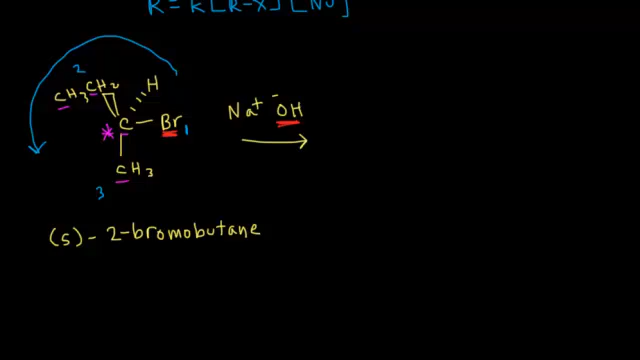 R = k [R-X] [Nu]
2
CH3 CH2 H
* C - Br 1
CH3
3
Na+ -OH
(S) - 2-bromobutane